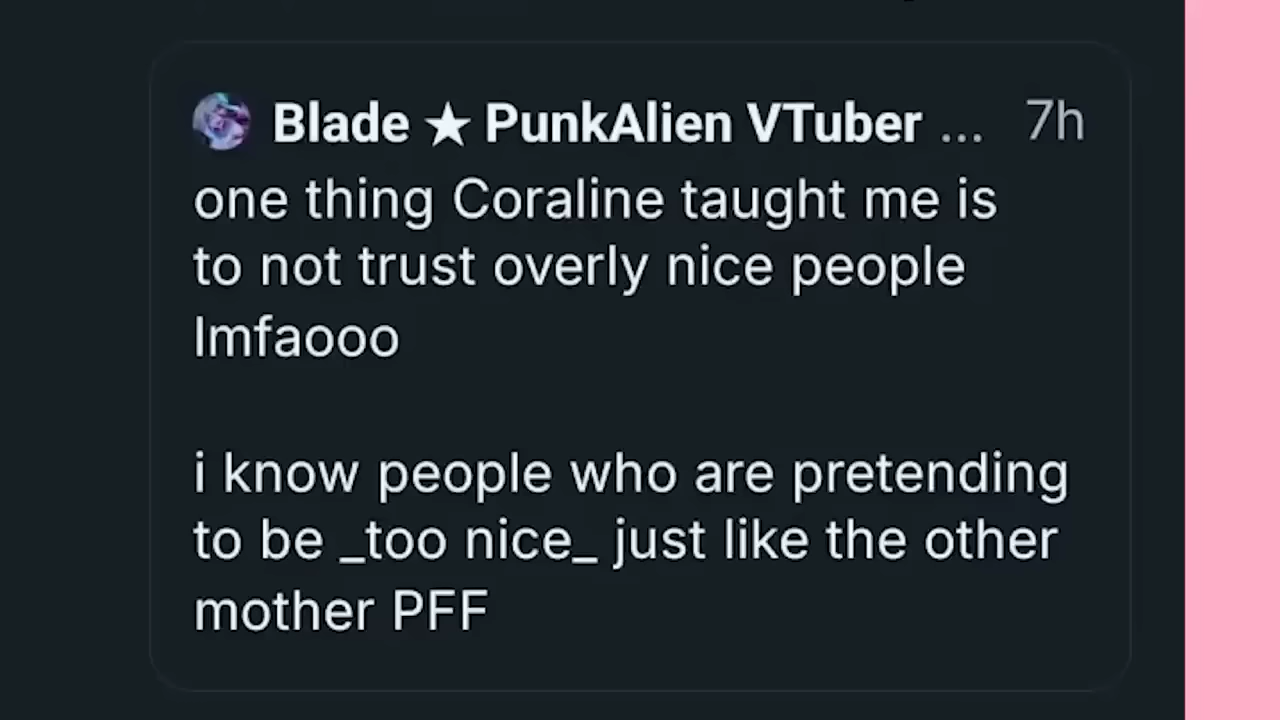 Blade ★ PunkAlien VTuber ... 7h
one thing Coraline taught me is
to not trust overly nice people
lmfaooo
i know people who are pretending
to be _too nice_ just like the other
mother PFF